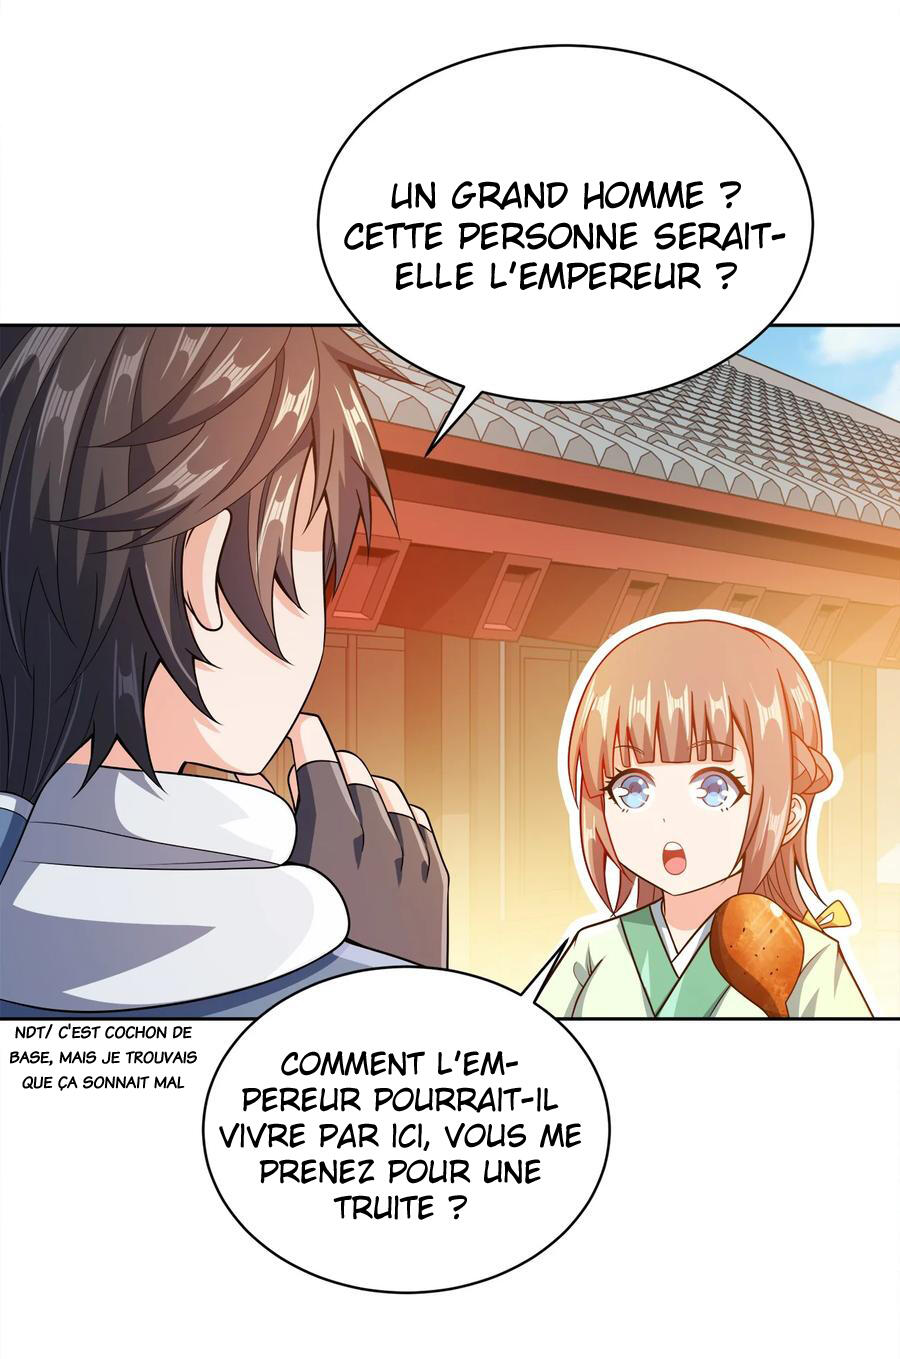 UN GRAND HOMME ?
CETTE PERSONNE SERAIT-
ELLE L'EMPEREUR ?
NDT/ C'EST COCHON DE
BASE, MAIS JE TROUVAIS
QUE ÇA SONNAIT MAL
COMMENT L'EM-
PEREUR POURRAIT-IL
VIVRE PAR ICI, VOUS ME
PRENEZ POUR UNE
TRUITE ?